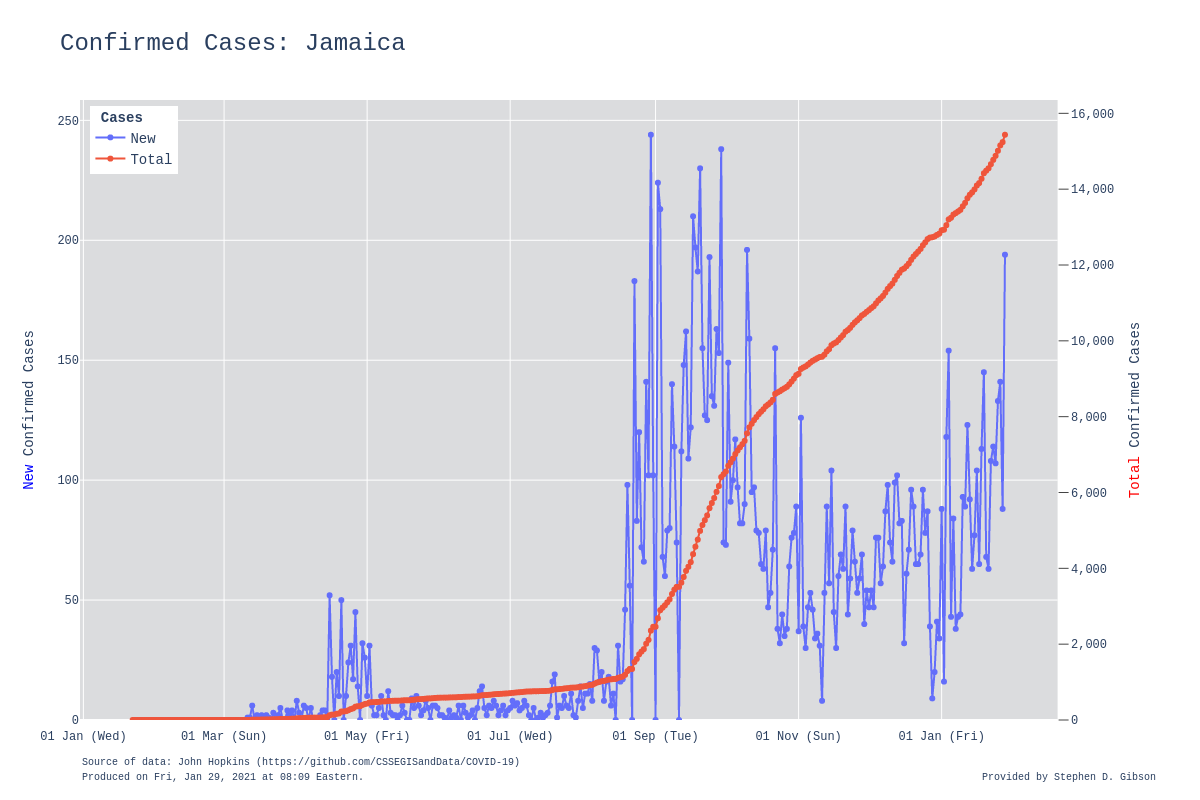 Confirmed Cases: Jamaica
Cases
New
Total
250
200
150
100
50
0
New Confirmed Cases
16,000
14,000
12,000
10,000
8,000
6,000
4,000
2,000
0
Total Confirmed Cases
01 Jan (Wed) 01 Mar (Sun) 01 May (Fri) 01 Jul (Wed) 01 Sep (Tue) 01 Nov (Sun) 01 Jan (Fri)
Source of data: John Hopkins (https://github.com/CSSEGISandData/COVID-19)
Produced on Fri, Jan 29, 2021 at 08:09 Eastern.
Provided by Stephen D. Gibson